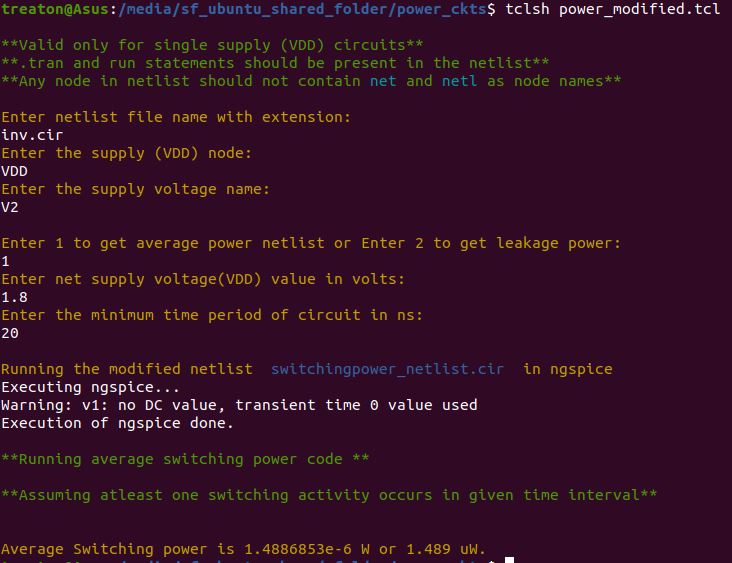 treaton@Asus:/media/sf_ubuntu_shared_folder/power_ckts$ tclsh power_modified.tcl
**Valid only for single supply (VDD) circuits**
**.tran and run statements should be present in the netlist**
**Any node in netlist should not contain net and netl as node names**
Enter netlist file name with extension:
inv.cir
Enter the supply (VDD) node:
VDD
Enter the supply voltage name:
V2
Enter 1 to get average power netlist or Enter 2 to get leakage power:
1
Enter net supply voltage(VDD) value in volts:
1.8
Enter the minimum time period of circuit in ns:
20
Running the modified netlist  switchingpower_netlist.cir  in ngspice
Executing ngspice...
Warning: v1: no DC value, transient time 0 value used
Execution of ngspice done.
**Running average switching power code **
**Assuming atleast one switching activity occurs in given time interval**
Average Switching power is 1.4886853e-6 W or 1.489 uW.